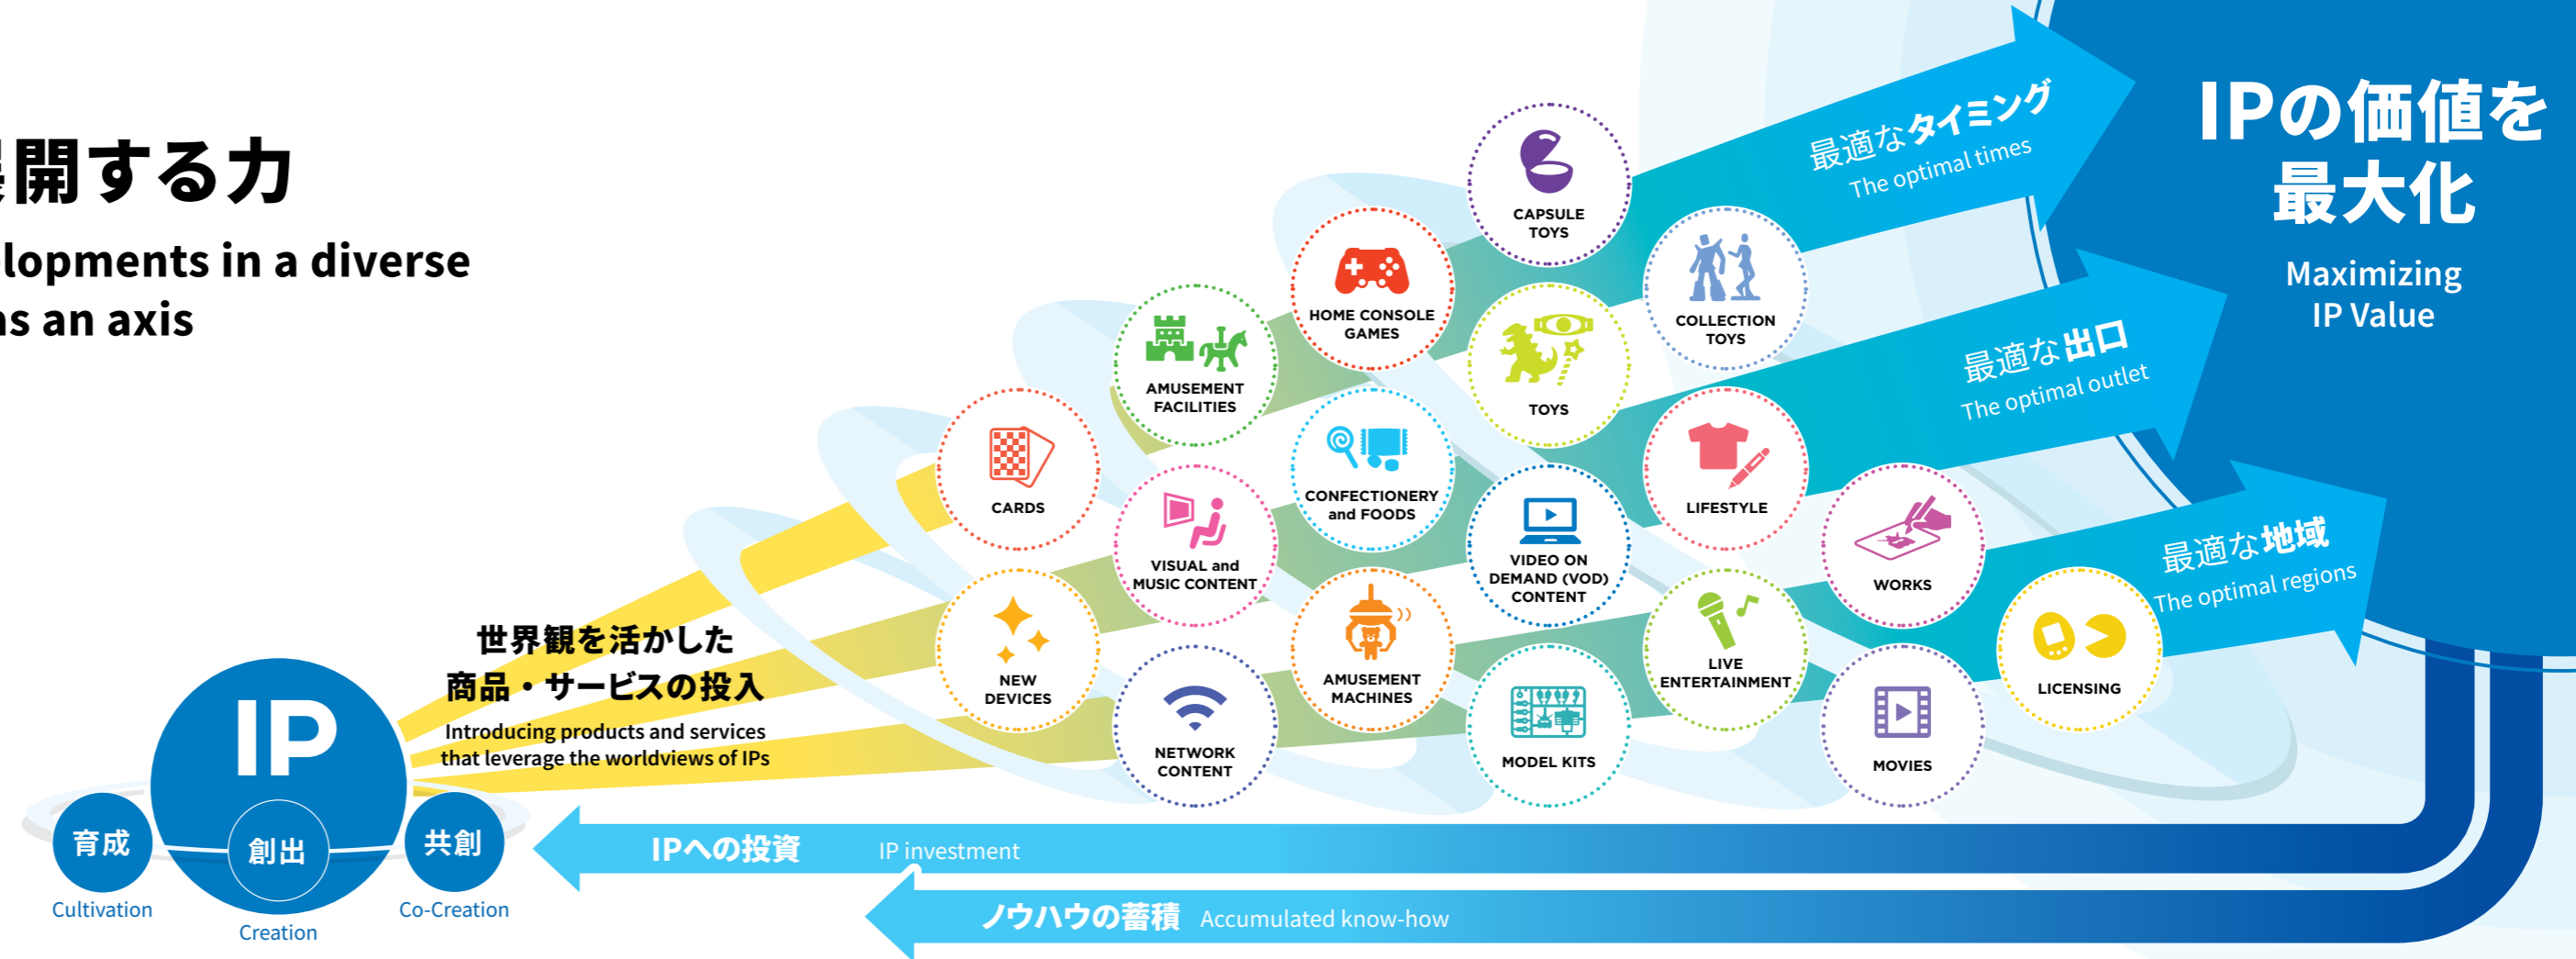 開する力
lopments in a diverse
as an axis
IP
育成
創出
共創
Cultivation
Creation
Co-Creation
世界観を活かした
商品・サービスの投入
Introducing products and services
that leverage the worldviews of IPs
CARDS
NEW
DEVICES
AMUSEMENT
FACILITIES
VISUAL and
MUSIC CONTENT
NETWORK
CONTENT
HOME CONSOLE
GAMES
CONFECTIONERY
and FOODS
AMUSEMENT
MACHINES
CAPSULE
TOYS
TOYS
VIDEO ON
DEMAND (VOD)
CONTENT
MODEL KITS
COLLECTION
TOYS
LIFESTYLE
LIVE
ENTERTAINMENT
WORKS
MOVIES
LICENSING
最適なタイミング
The optimal times
最適な出口
The optimal outlet
最適な地域
The optimal regions
IPの価値を
最大化
Maximizing
IP Value
IPへの投資 IP investment
ノウハウの蓄積 Accumulated know-how